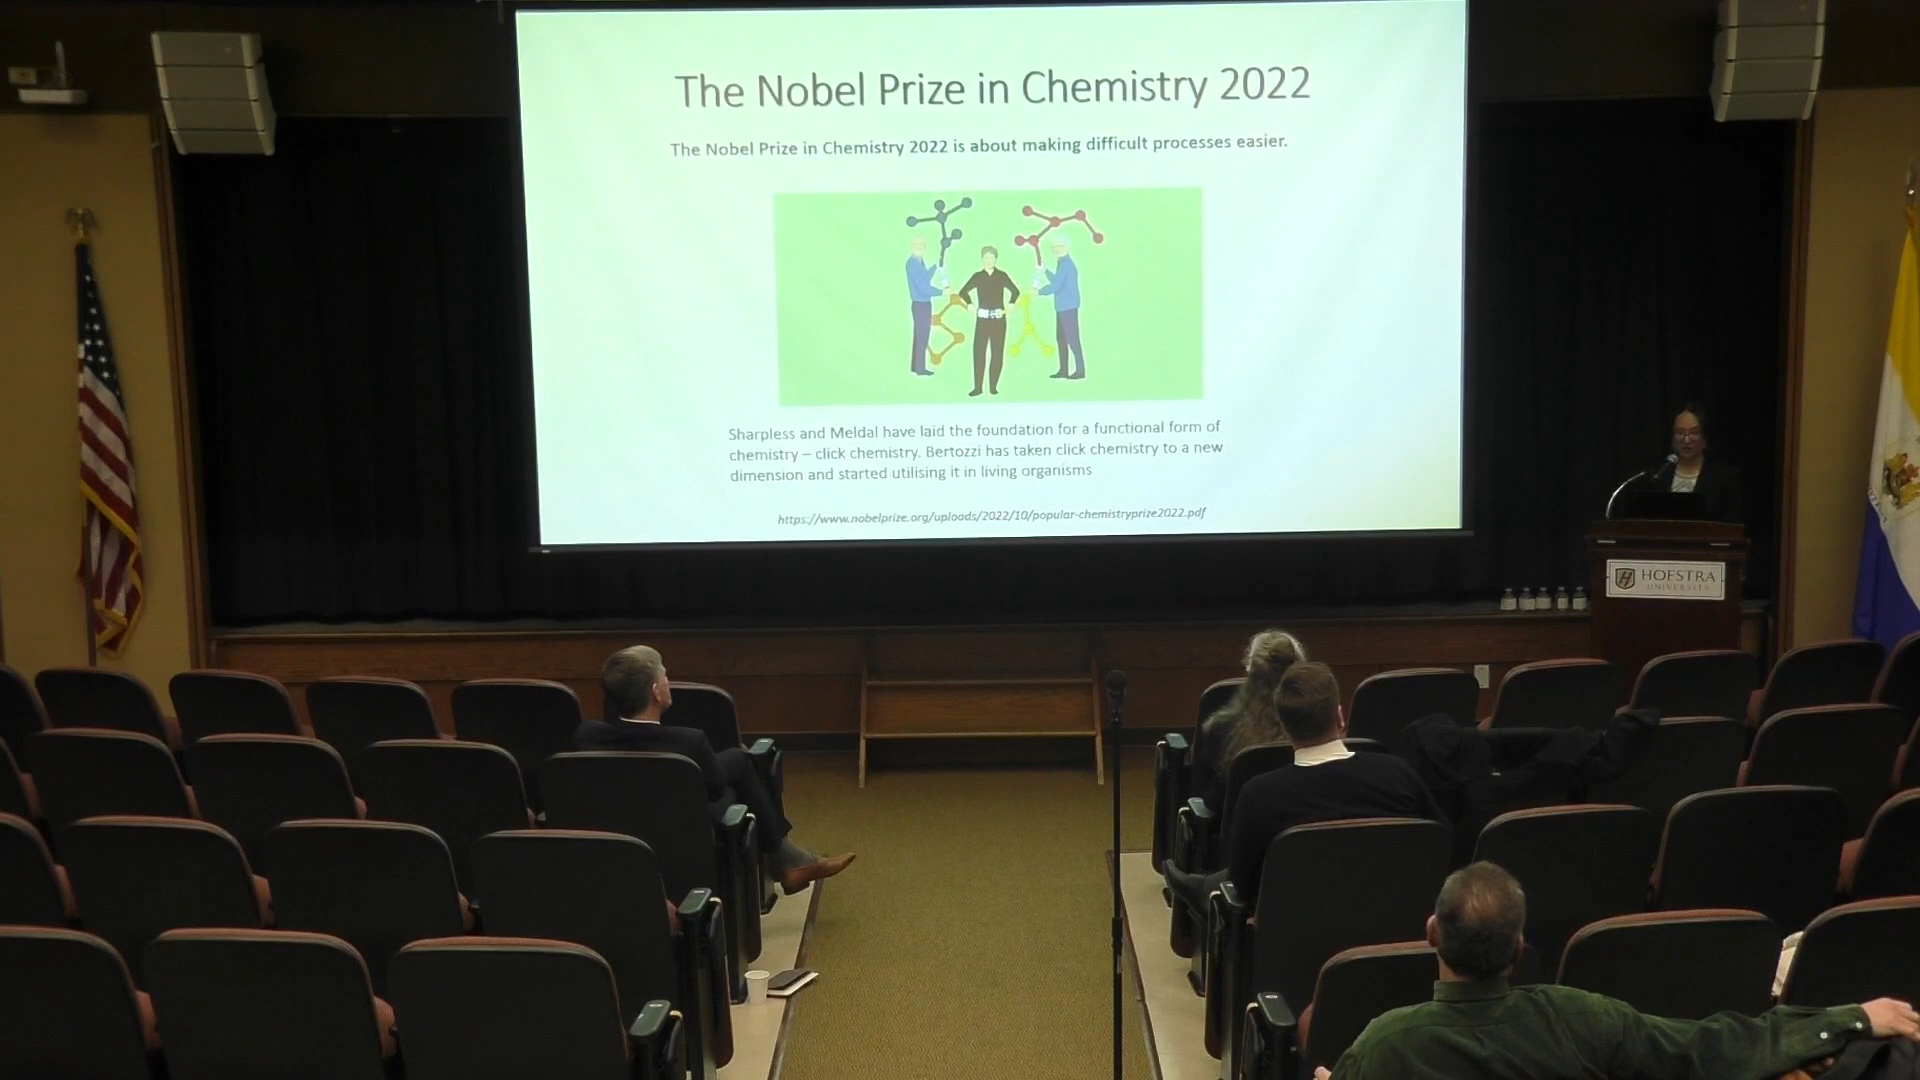 The Nobel Prize in Chemistry 2022
The Nobel Prize in Chemistry 2022 is about making difficult processes easier.
Sharpless and Meldal have laid the foundation for a functional form of
chemistry – click chemistry. Bertozzi has taken click chemistry to a new
dimension and started utilising it in living organisms
https://www.nobelprize.org/uploads/2022/10/popular-chemistryprize2022.pdf
HOFSTRA
UNIVERSITY